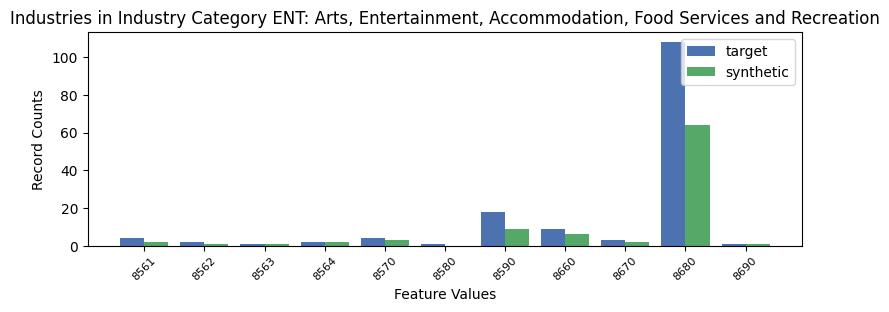 Industries in Industry Category ENT: Arts, Entertainment, Accommodation, Food Services and Recreation
target
synthetic
Record Counts
100
80
60
40
20
0
8561 8562 8563 8564 8570 8580 8590 8660 8670 8680 8690
Feature Values